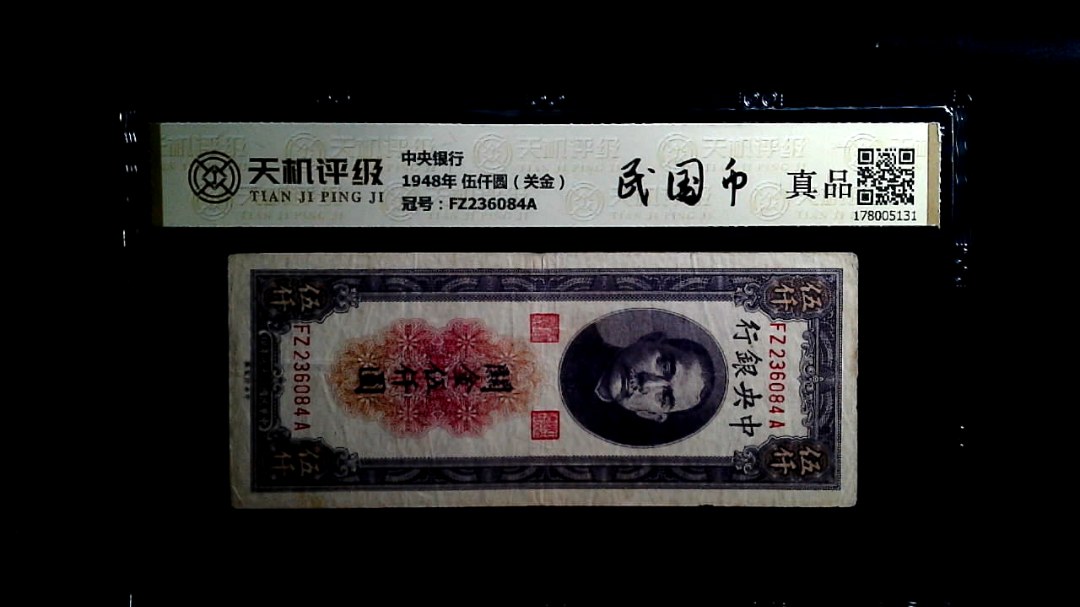 天机评级
TIAN JI PING JI
中央银行
1948年 伍仟圆（关金）
冠号：FZ236084A
民国币
真品
178005131
伍仟
伍仟
FZ236084A
中央銀行
關金伍仟圓
FZ236084A
伍仟
伍仟